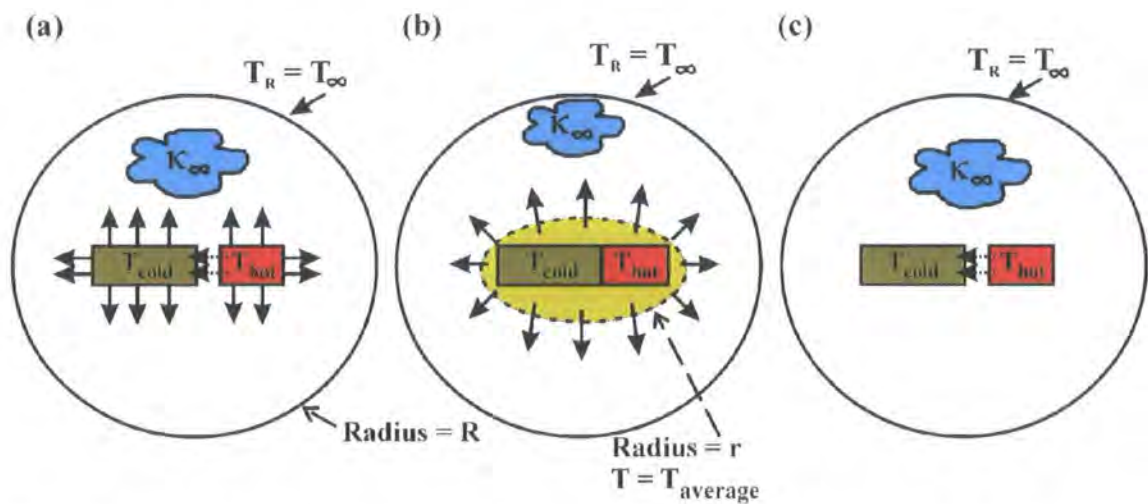 (a)
T_R = T_∞
K_∞
T_cold
T_hot
Radius = R
(b)
T_R = T_∞
K_∞
T_cold
T_hot
Radius = r
T = T_average
(c)
T_R = T_∞
K_∞
T_cold
T_hot